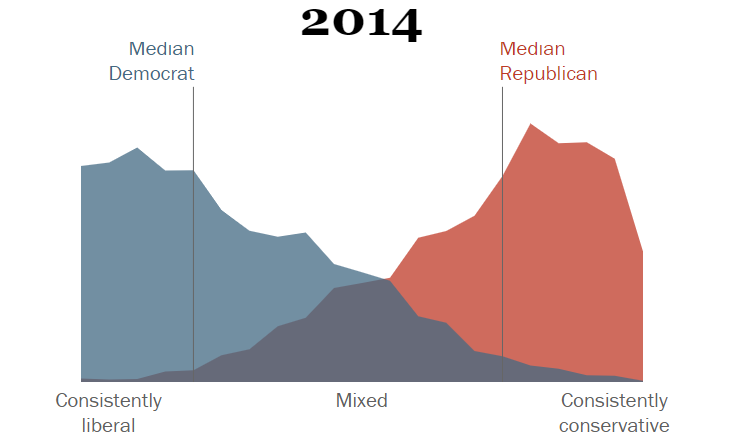 2014
Median
Democrat
Median
Republican
Consistently
liberal
Mixed
Consistently
conservative